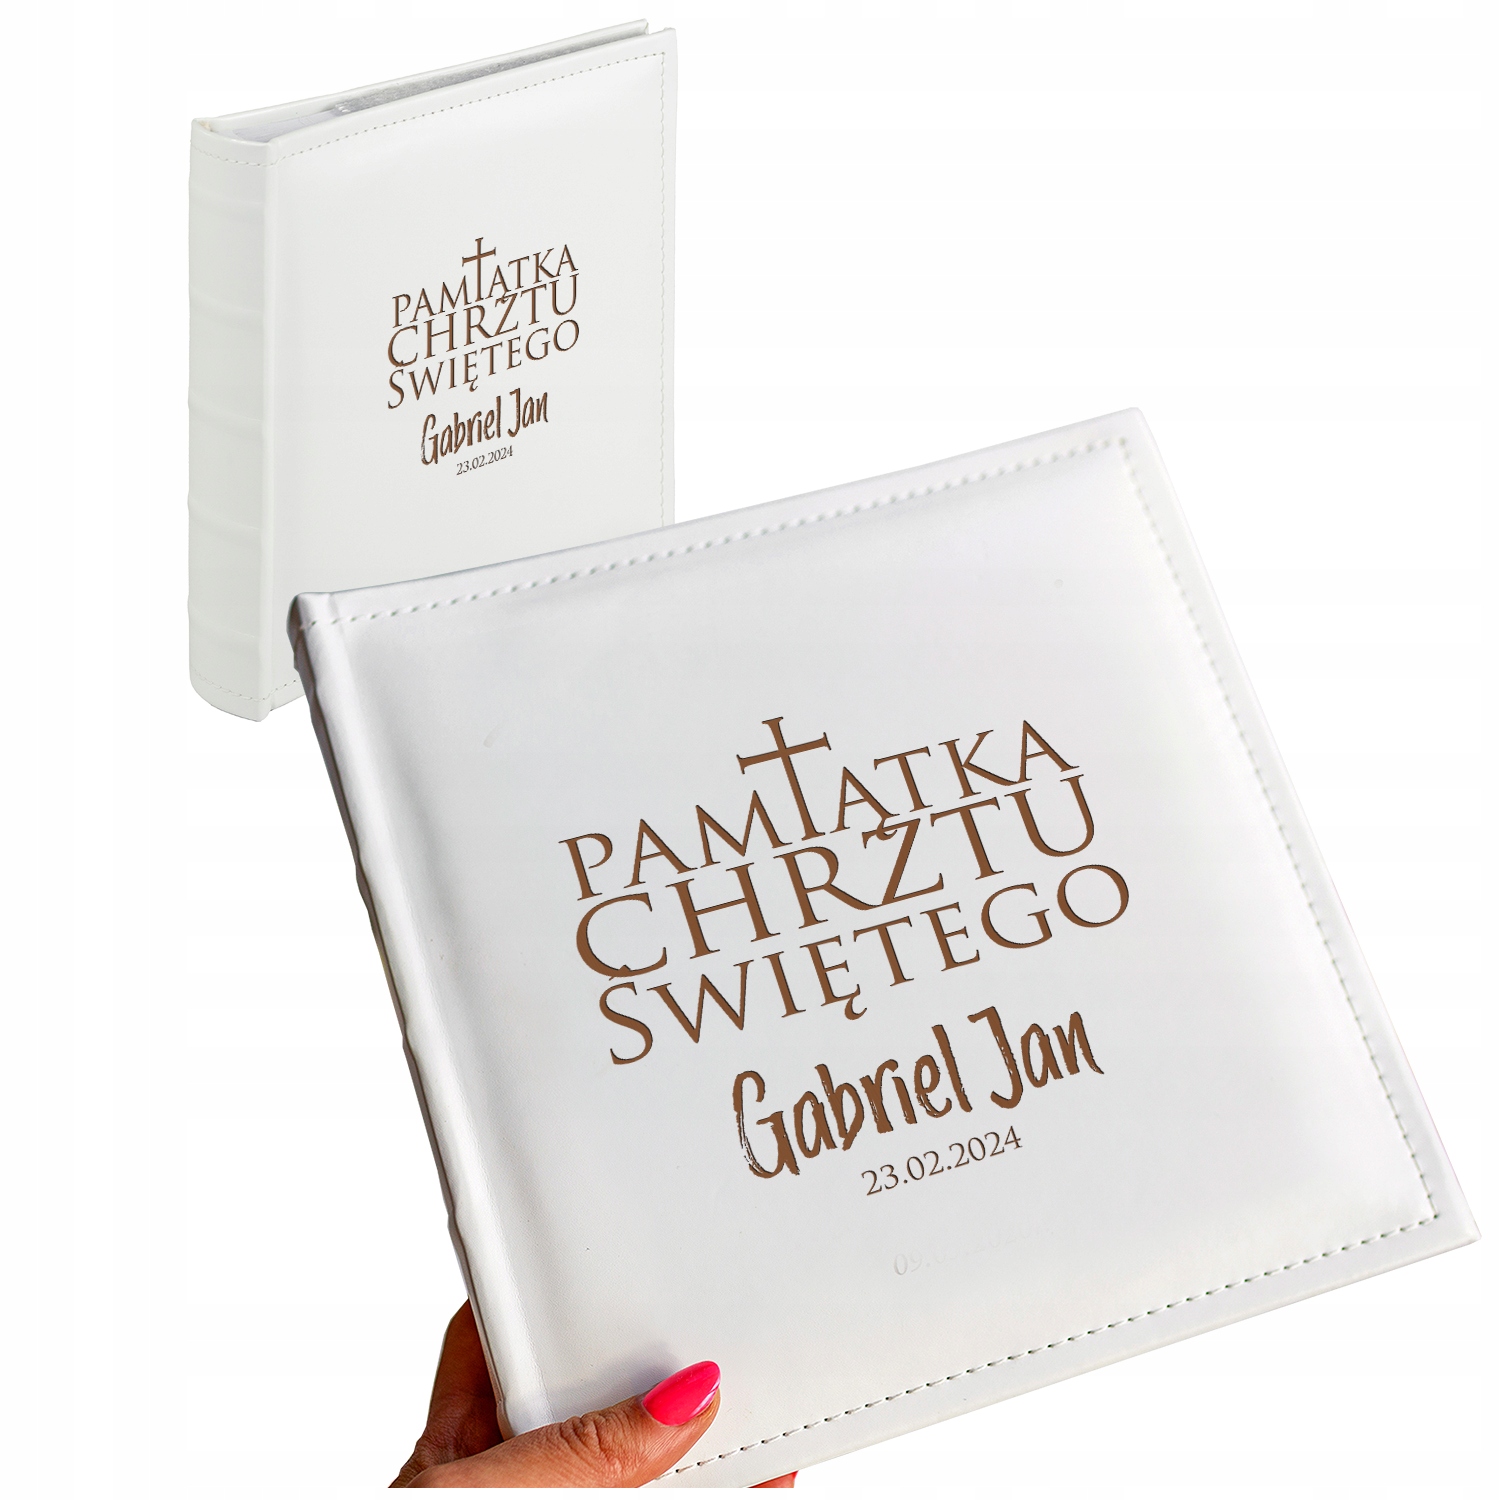 PAMIĄTKA
CHRZTU
ŚWIĘTEGO
Gabriel Jan
23.02.2024
PAMIĄTKA
CHRZTU
ŚWIĘTEGO
Gabriel Jan
23.02.2024